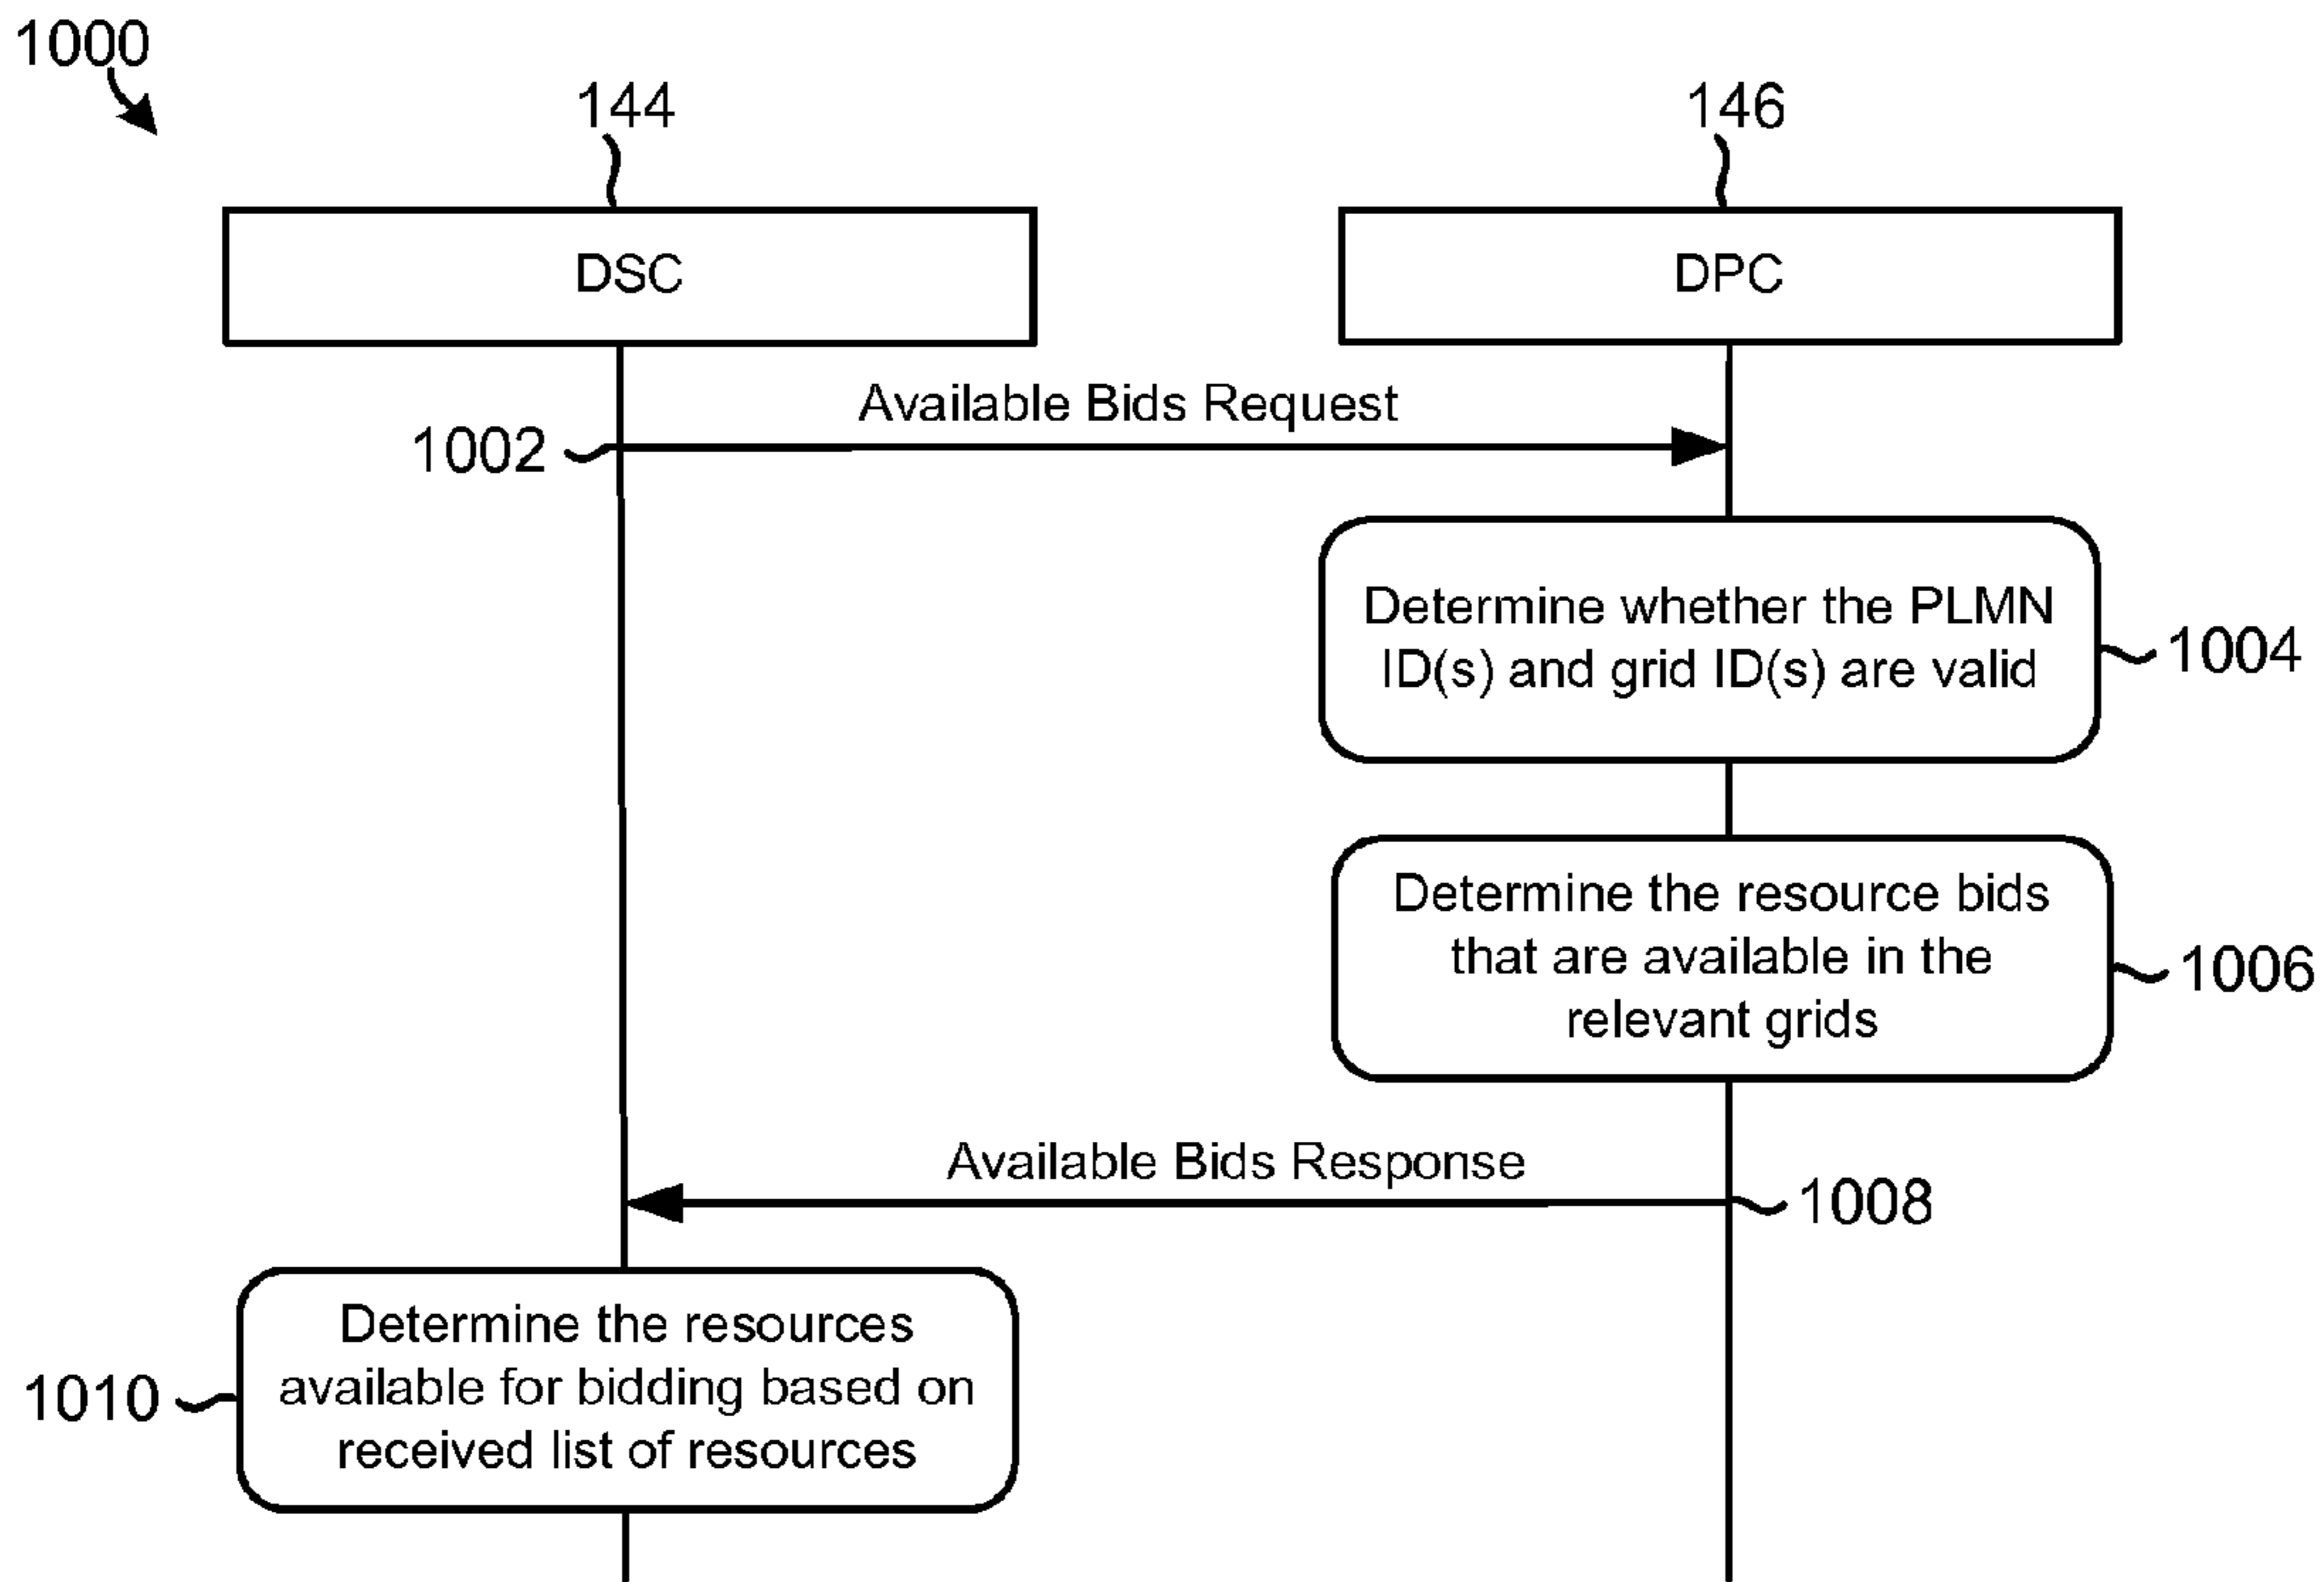 1000
144
146
DSC
DPC
Available Bids Request
1002
Determine whether the PLMN
ID(s) and grid ID(s) are valid
1004
Determine the resource bids
that are available in the
relevant grids
1006
Available Bids Response
1008
Determine the resources
available for bidding based on
received list of resources
1010